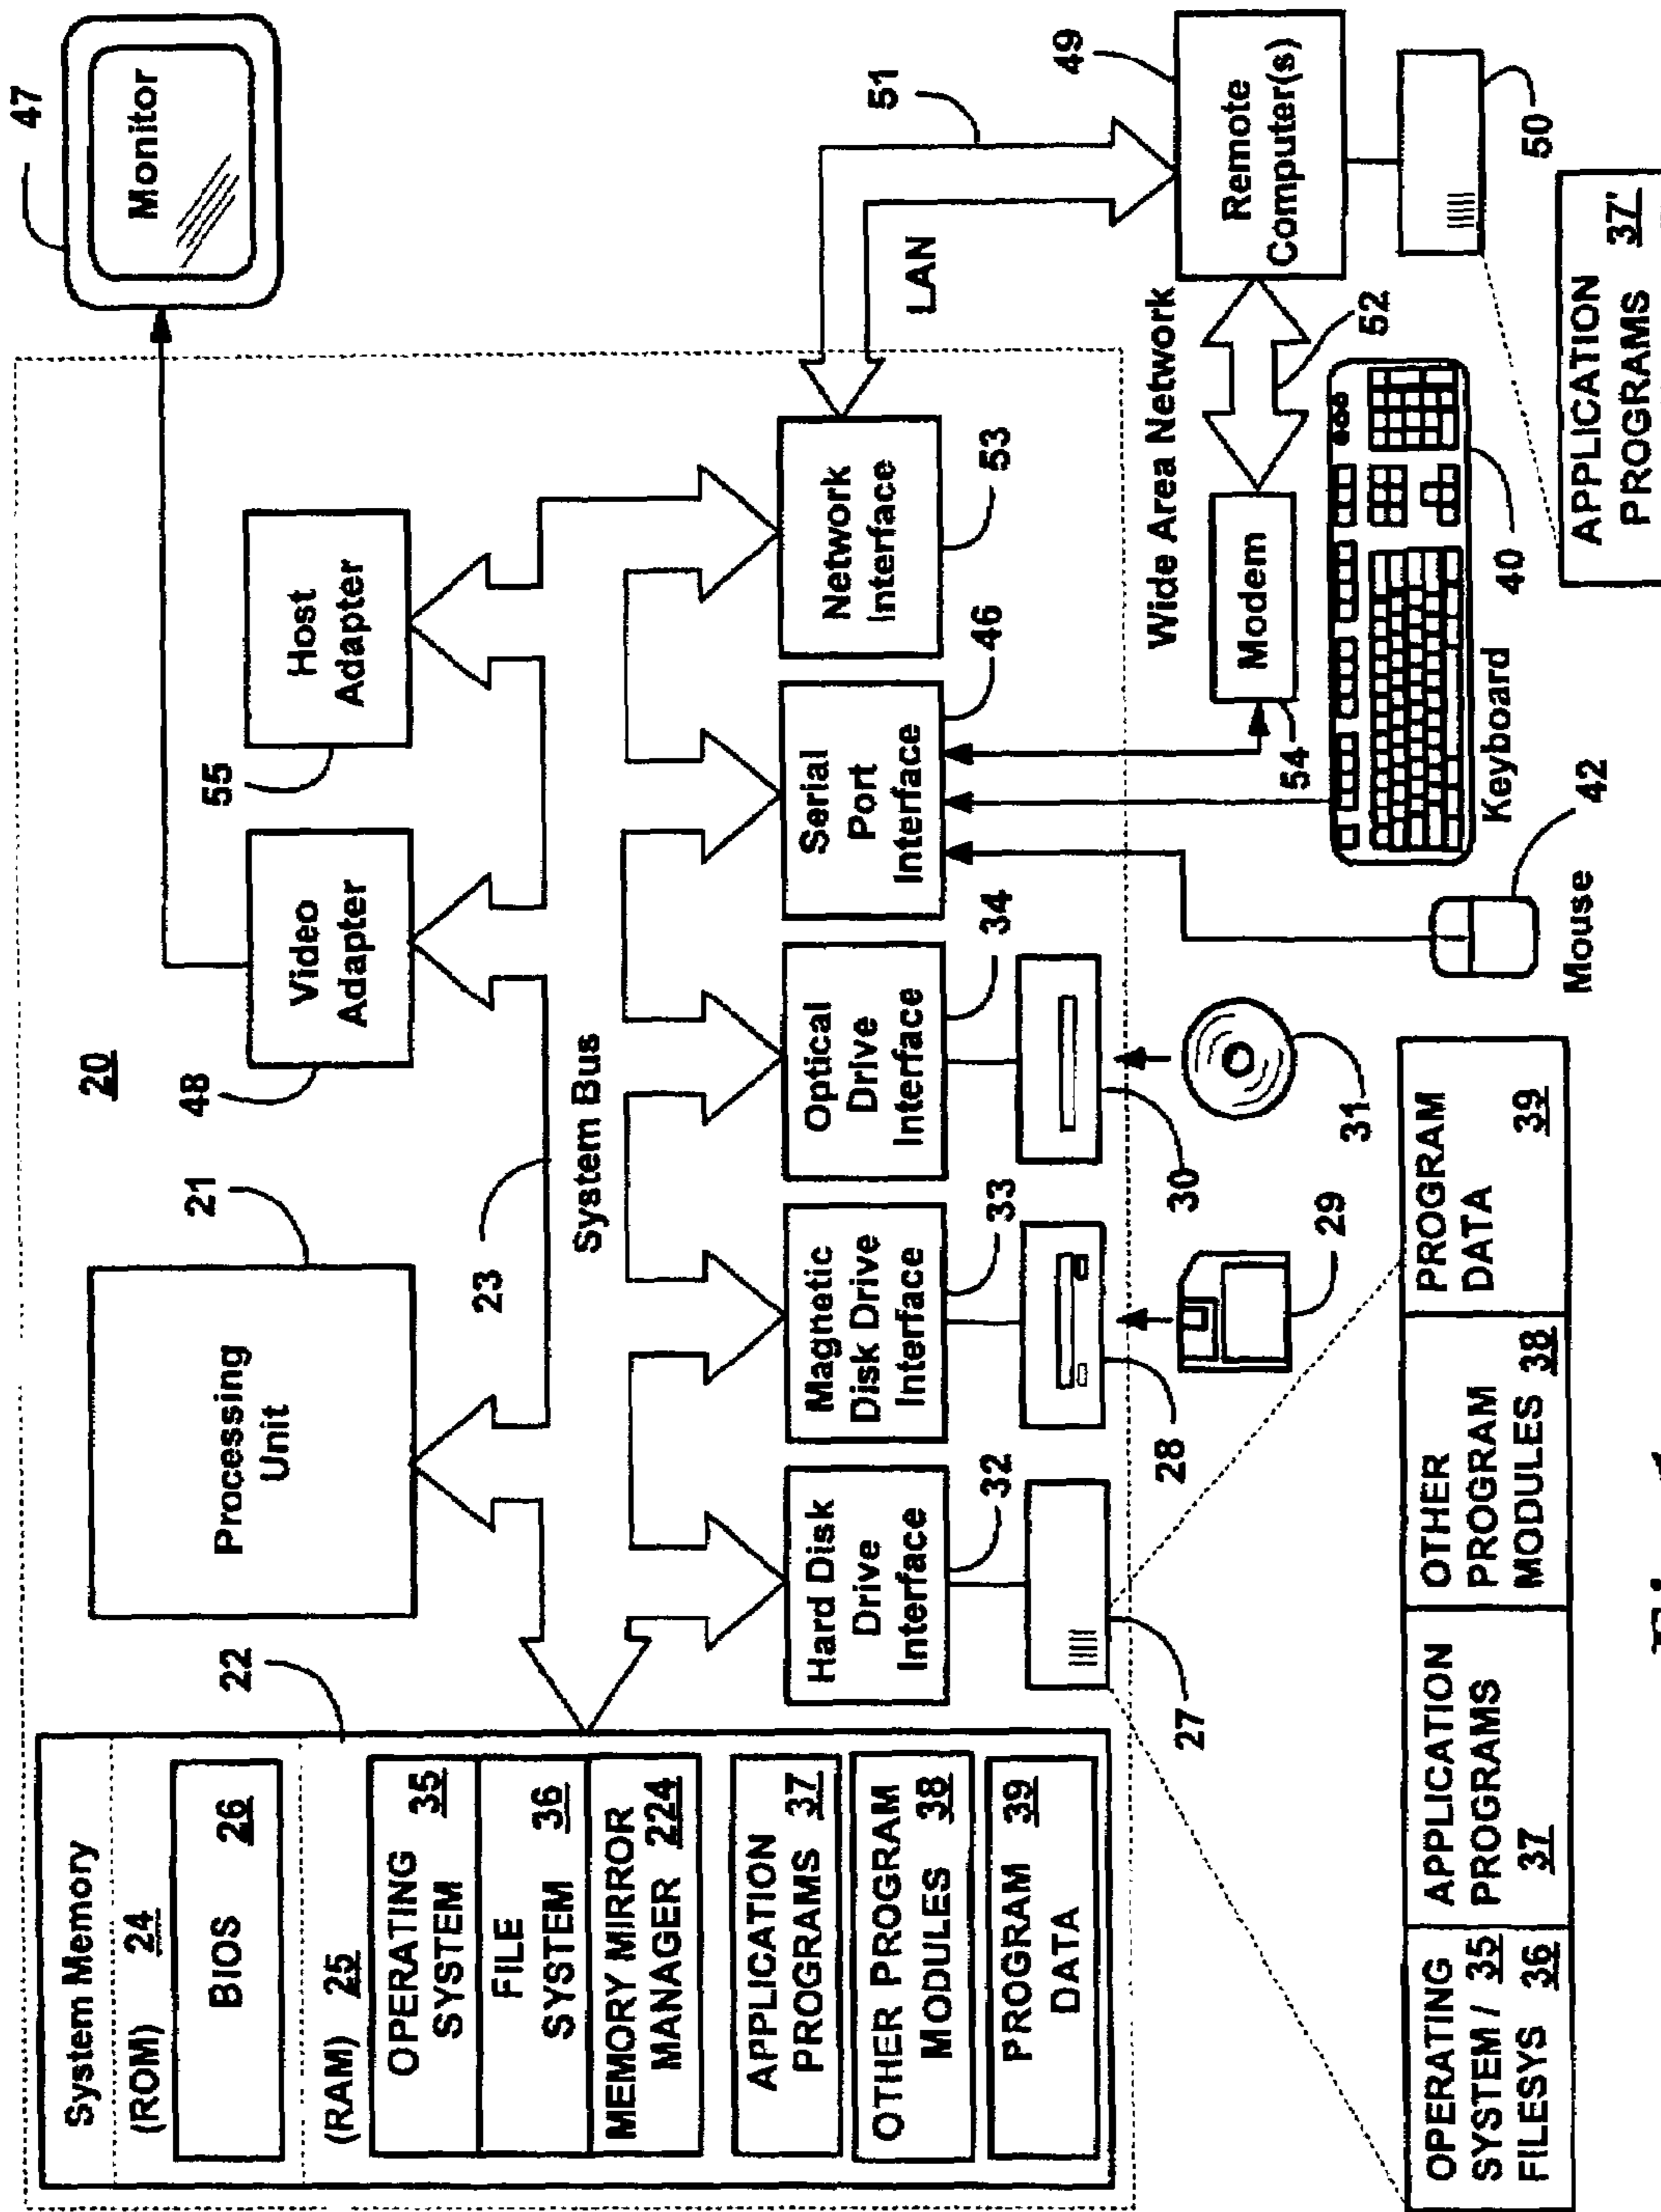 System Memory
(ROM) 24
BIOS 26
(RAM) 25
OPERATING
SYSTEM 35
FILE
SYSTEM 36
MEMORY MIRROR
MANAGER 224
APPLICATION
PROGRAMS 37
OTHER PROGRAM
MODULES 38
PROGRAM 39
DATA
22
Processing
Unit
21
20
48
Video
Adapter
55
Host
Adapter
47
Monitor
23
System Bus
Hard Disk
Drive
Interface
32
Magnetic
Disk Drive
Interface
33
Optical
Drive
Interface
34
Serial
Port
Interface
46
Network
Interface
53
LAN
51
27
28
30
29
31
Wide Area Network
Modem
54
52
Remote
Computer(s)
49
50
Mouse
42
Keyboard
40
OPERATING
SYSTEM / 35
FILESYS 36
APPLICATION
PROGRAMS
37
OTHER
PROGRAM
MODULES 38
PROGRAM
DATA
39
APPLICATION
PROGRAMS 37'